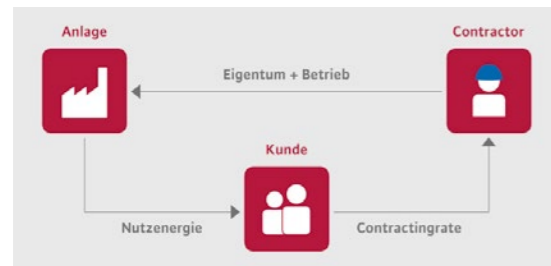 Anlage
Contractor
Eigentum + Betrieb
Kunde
Nutzenergie
Contractingrate